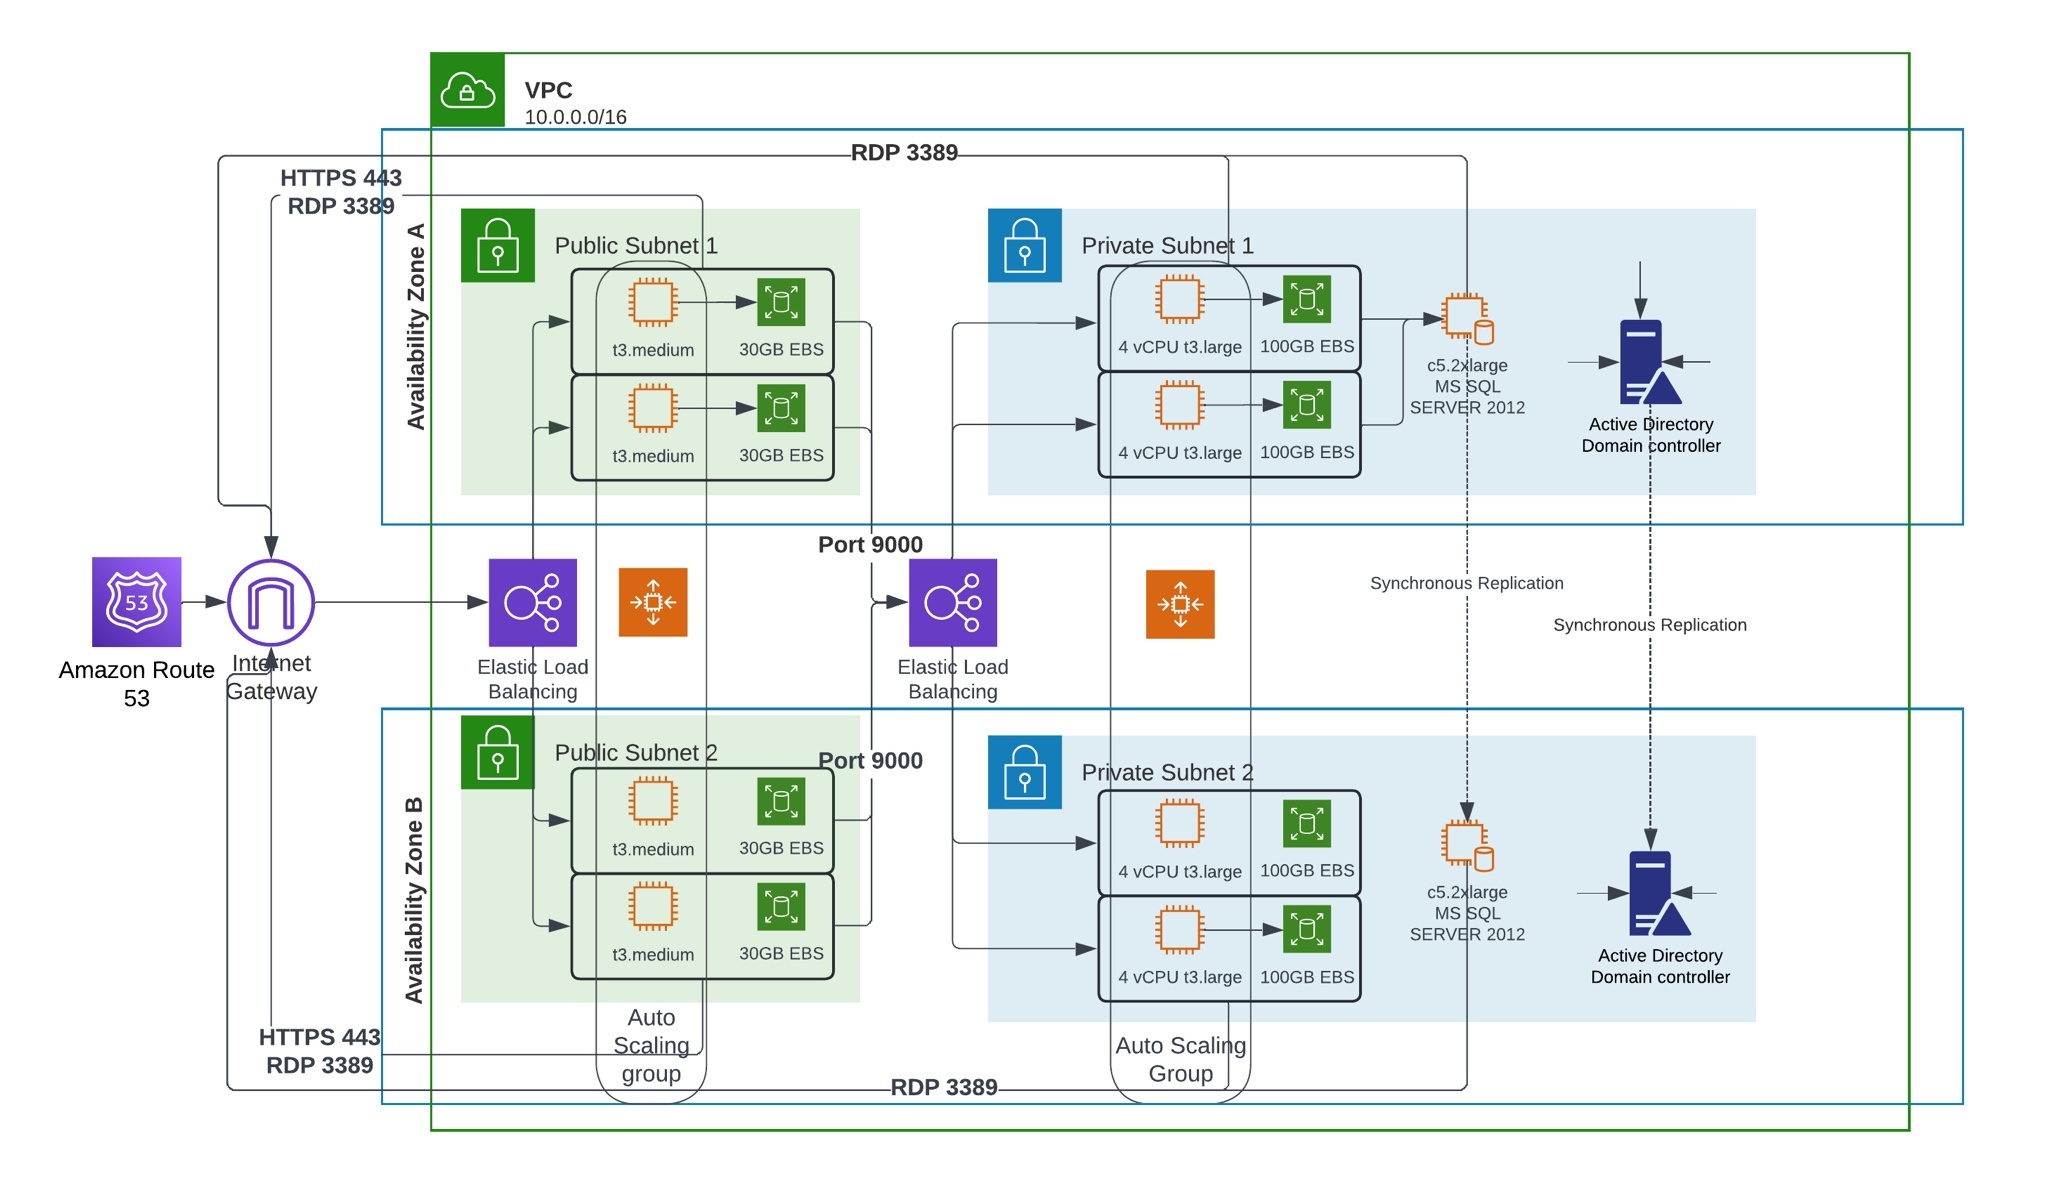 VPC
10.0.0.0/16
RDP 3389
HTTPS 443
RDP 3389
Availability Zone A
Public Subnet 1
t3.medium
30GB EBS
t3.medium
30GB EBS
Private Subnet 1
4 vCPU t3.large
100GB EBS
4 vCPU t3.large
100GB EBS
c5.2xlarge
MS SQL
SERVER 2012
Active Directory
Domain controller
Port 9000
53
Amazon Route
53
Internet
Gateway
Elastic Load
Balancing
Elastic Load
Balancing
Synchronous Replication
Synchronous Replication
Availability Zone B
Public Subnet 2
Port 9000
t3.medium
30GB EBS
t3.medium
30GB EBS
Private Subnet 2
4 vCPU t3.large
100GB EBS
4 vCPU t3.large
100GB EBS
c5.2xlarge
MS SQL
SERVER 2012
Active Directory
Domain controller
Auto
Scaling
group
Auto Scaling
Group
HTTPS 443
RDP 3389
RDP 3389